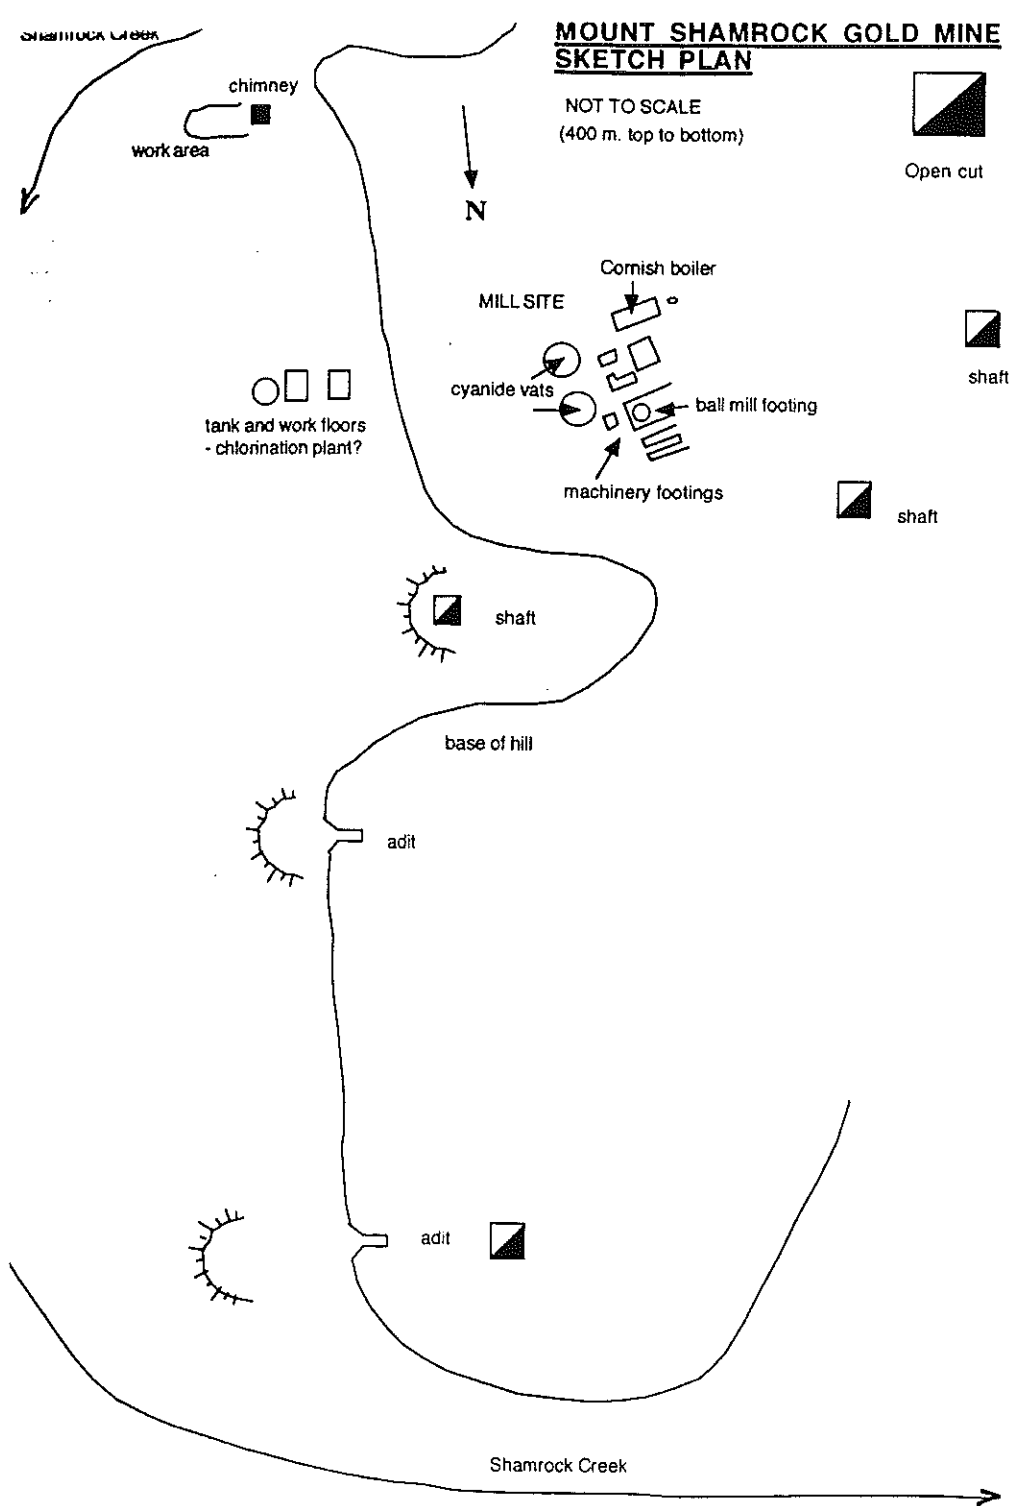 Shamrock Creek
MOUNT SHAMROCK GOLD MINE
SKETCH PLAN
chimney
NOT TO SCALE
(400 m. top to bottom)
work area
Open cut
N
Cornish boiler
MILL SITE
shaft
cyanide vats
ball mill footing
tank and work floors
- chlorination plant?
machinery footings
shaft
shaft
base of hill
adit
adit
Shamrock Creek